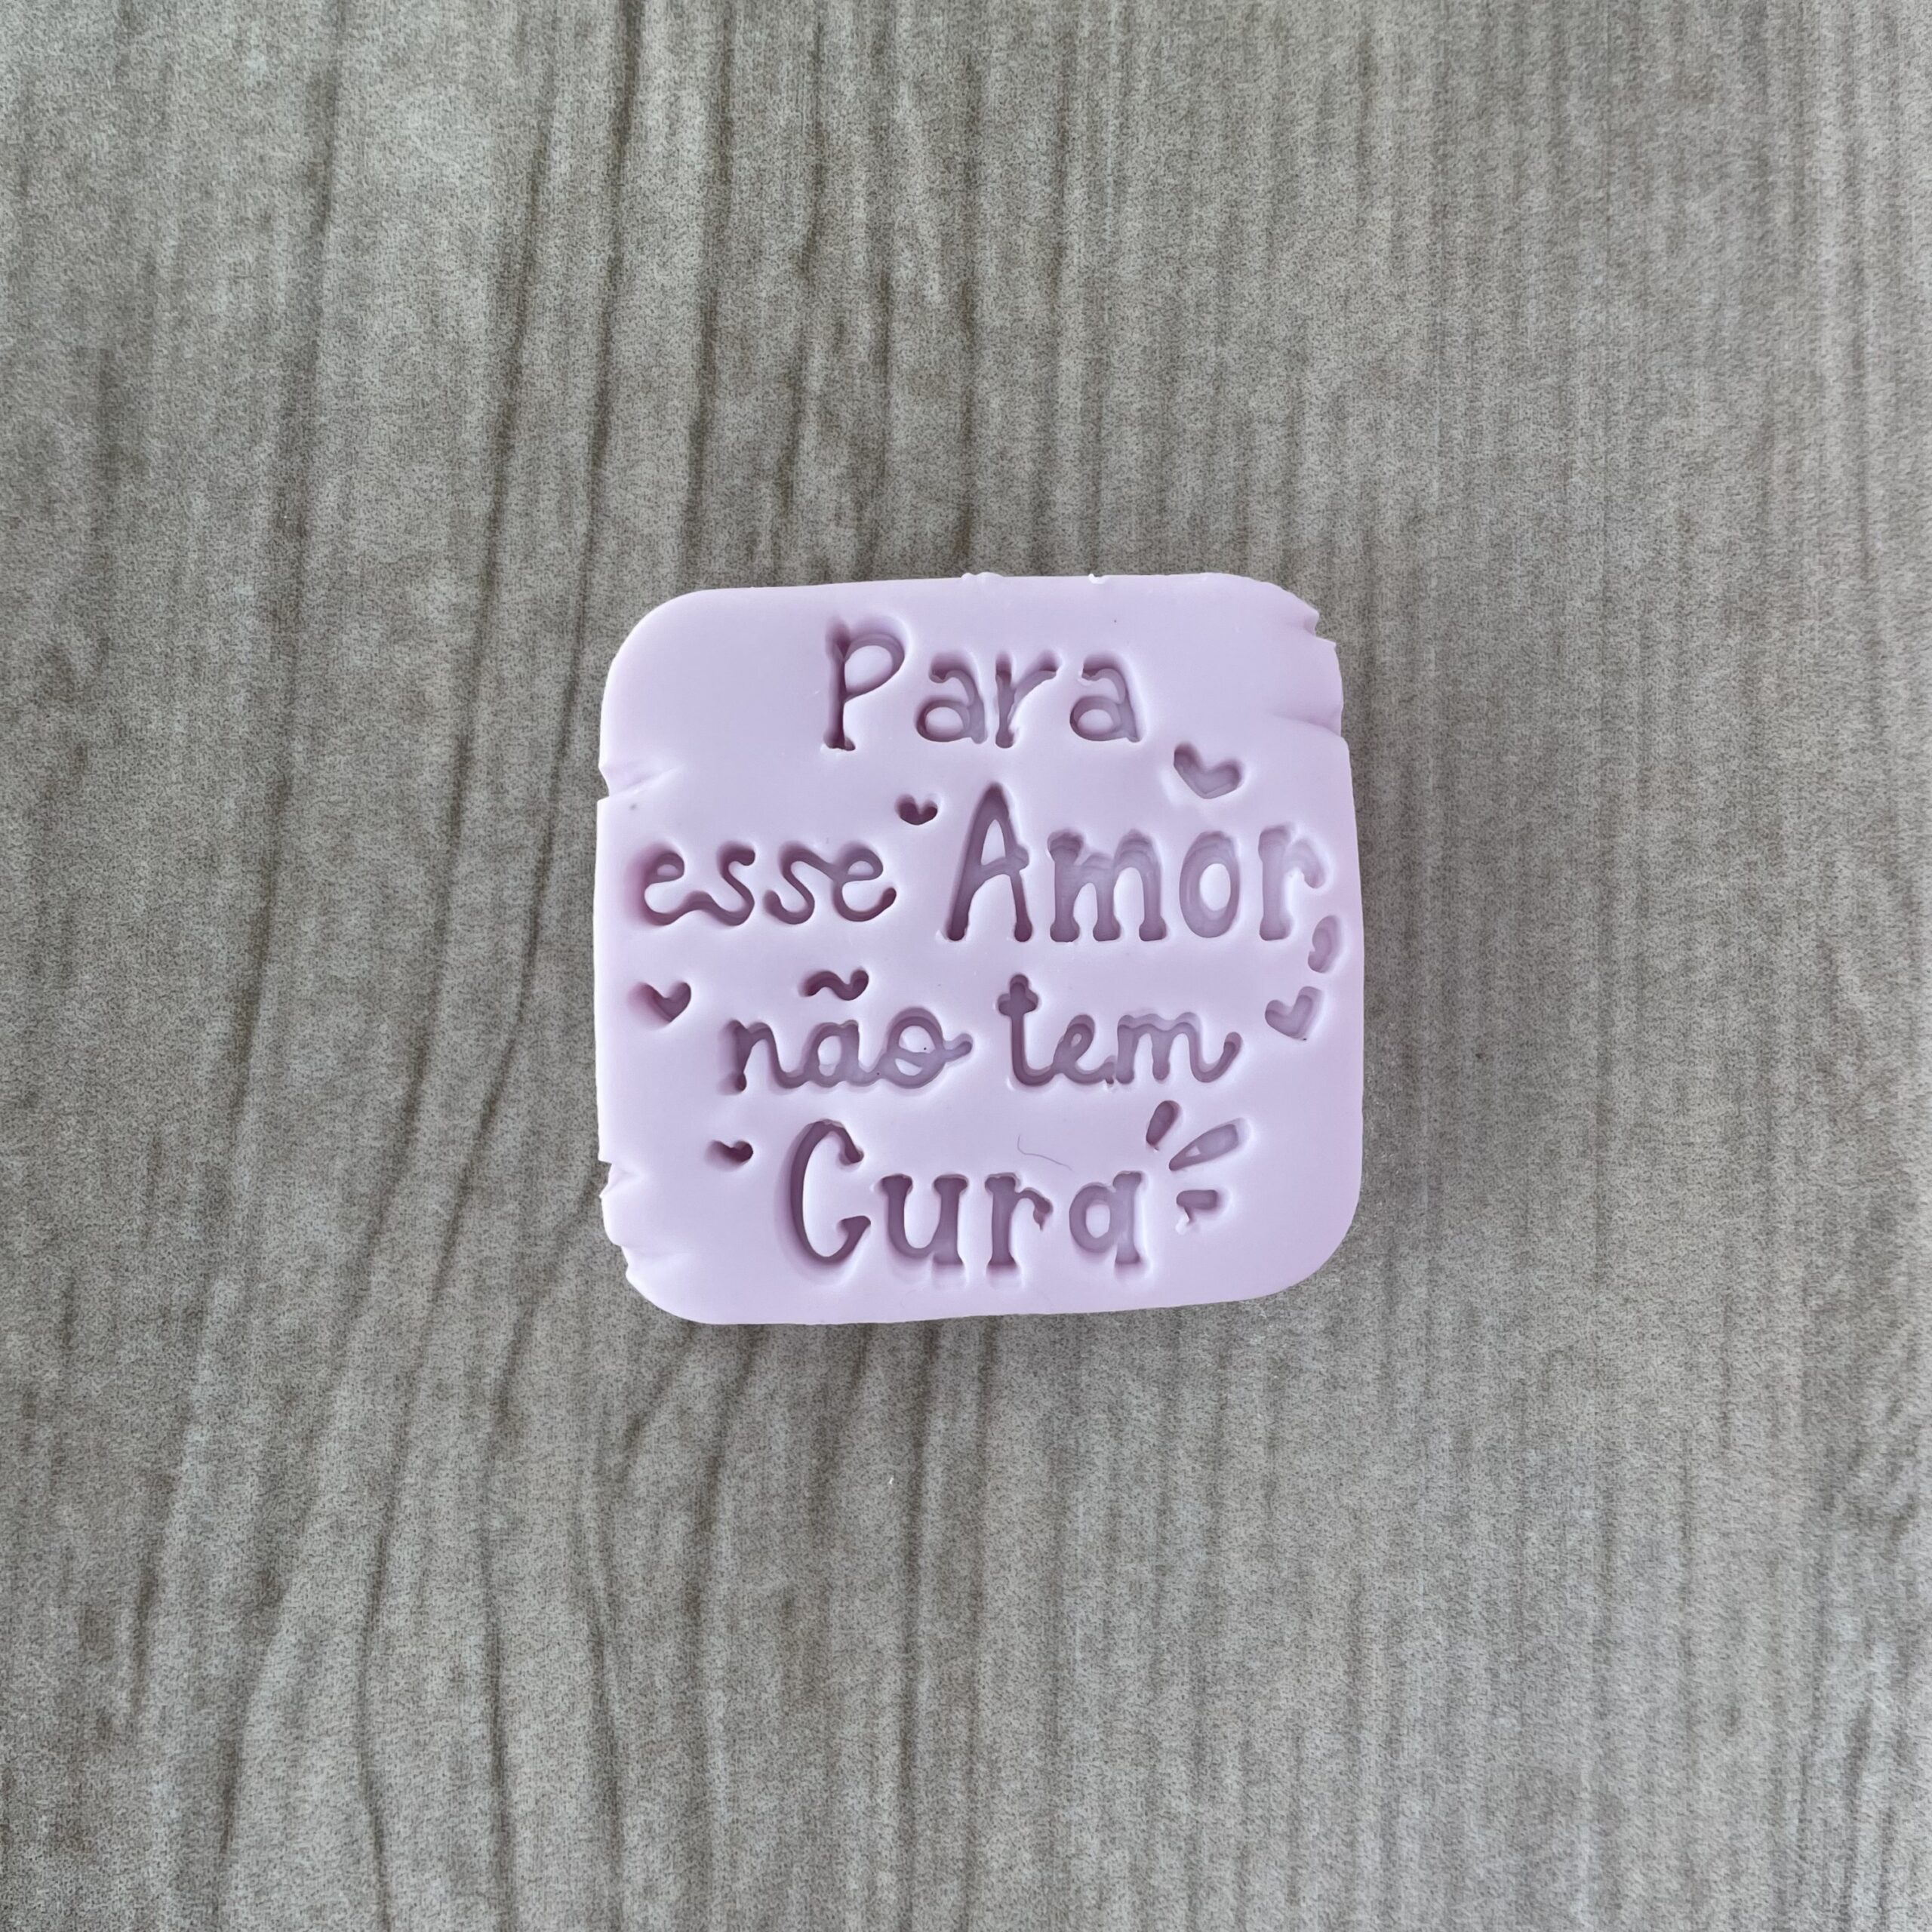 Para
esse Amor,
não tem
Cura